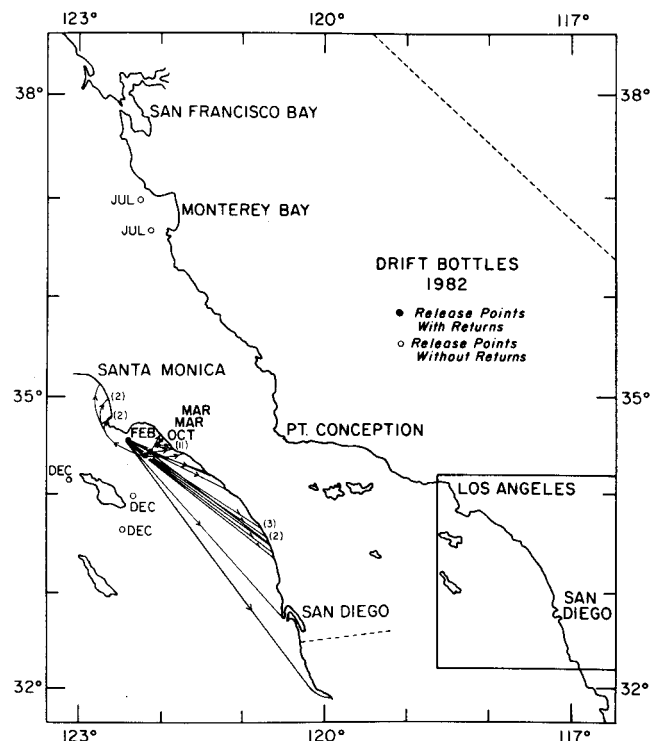 123°
120°
117°
38°
38°
SAN FRANCISCO BAY
JUL
MONTEREY BAY
JUL
DRIFT BOTTLES
1982
Release Points
With Returns
Release Points
Without Returns
35°
35°
SANTA MONICA
(2)
(2)
MAR
MAR
FEB
OCT
(11)
PT. CONCEPTION
DEC
DEC
DEC
LOS ANGELES
(3)
(2)
SAN DIEGO
SAN
DIEGO
32°
32°
123°
120°
117°